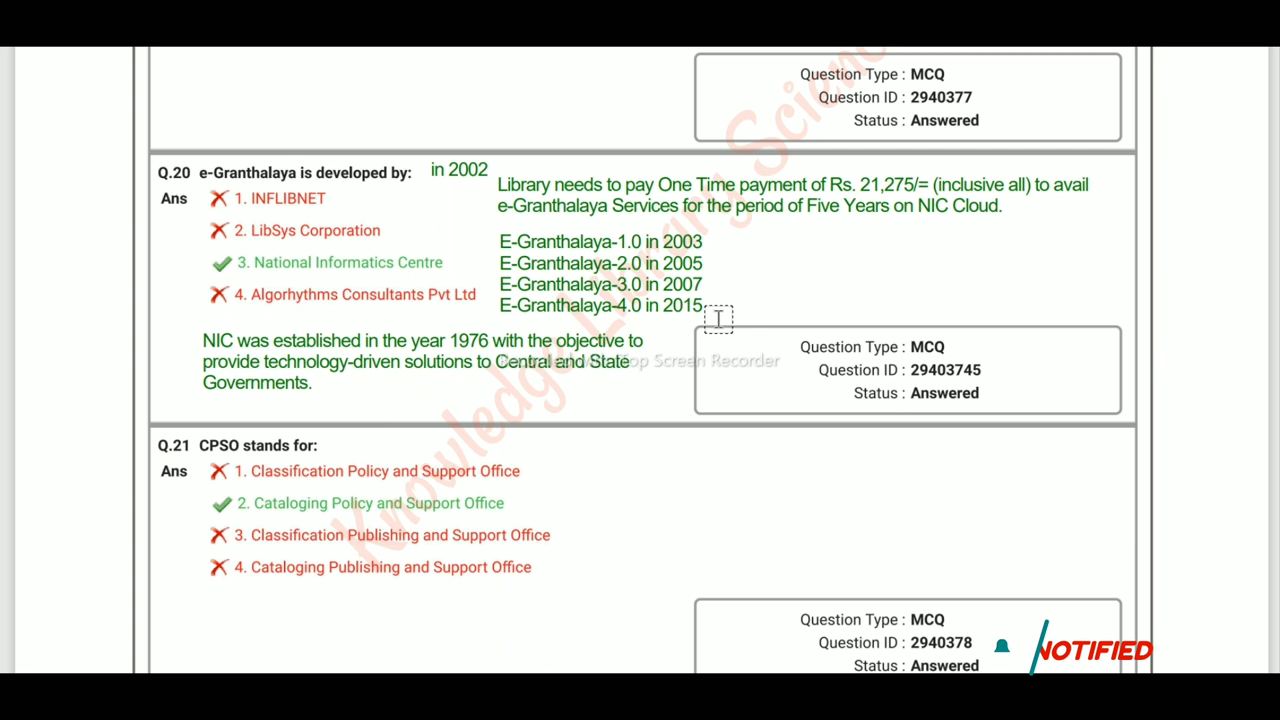 Question Type : MCQ
Question ID : 2940377
Status : Answered
Q.20 e-Granthalaya is developed by: in 2002
Library needs to pay One Time payment of Rs. 21,275/= (inclusive all) to avail
e-Granthalaya Services for the period of Five Years on NIC Cloud.
Ans 1. INFLIBNET
2. LibSys Corporation
3. National Informatics Centre
4. Algorhythms Consultants Pvt Ltd
E-Granthalaya-1.0 in 2003
E-Granthalaya-2.0 in 2005
E-Granthalaya-3.0 in 2007
E-Granthalaya-4.0 in 2015
NIC was established in the year 1976 with the objective to
provide technology-driven solutions to Central and State
Governments.
Question Type : MCQ
Question ID : 29403745
Status : Answered
Q.21 CPSO stands for:
Ans 1. Classification Policy and Support Office
2. Cataloging Policy and Support Office
3. Classification Publishing and Support Office
4. Cataloging Publishing and Support Office
Question Type : MCQ
Question ID : 2940378
Status : Answered
NOTIFIED
Knowledge Library Science
Top Screen Recorder